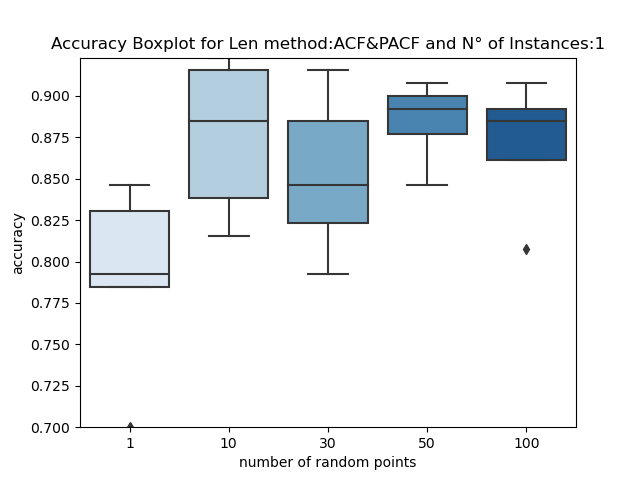 Accuracy Boxplot for Len method:ACF&PACF and N° of Instances:1
0.900
0.875
0.850
0.825
0.800
0.775
0.750
0.725
0.700
accuracy
1 10 30 50 100
number of random points